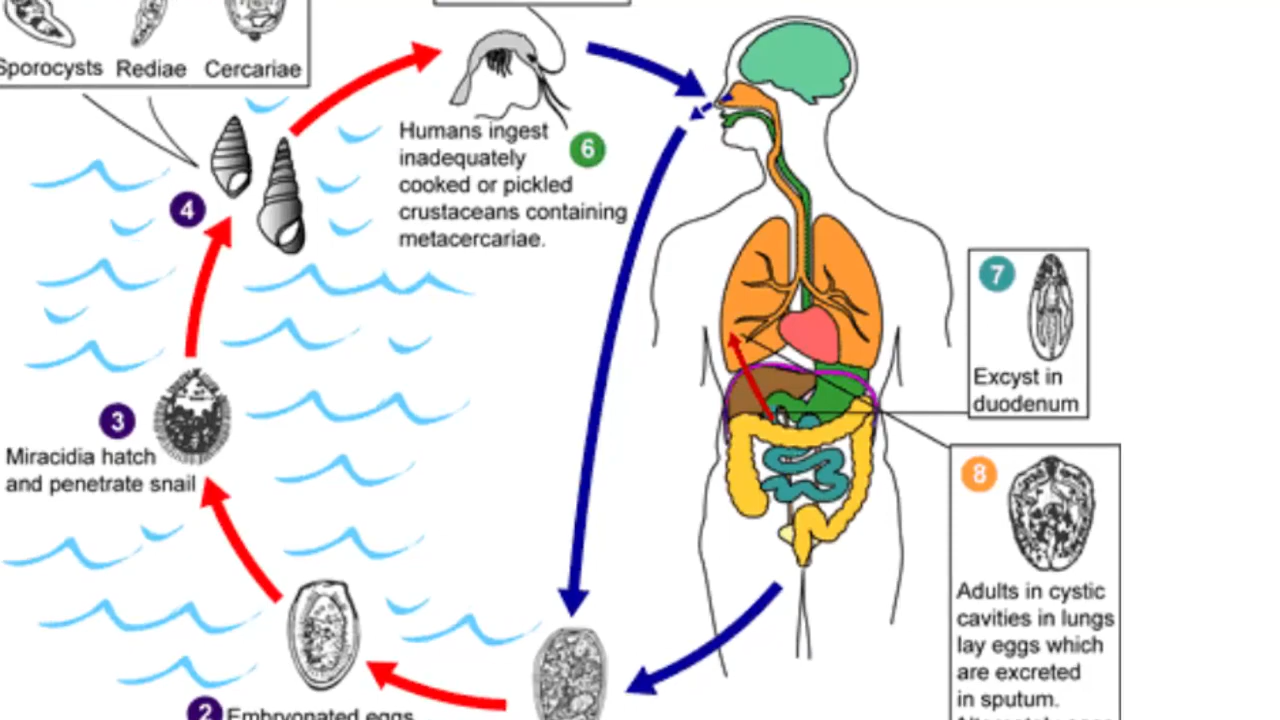 Sporocysts Rediae Cercariae
4
Humans ingest
inadequately
cooked or pickled
crustaceans containing
metacercariae.
6
7
Excyst in
duodenum
3
Miracidia hatch
and penetrate snail
8
Adults in cystic
cavities in lungs
lay eggs which
are excreted
in sputum.
2 Embryonated eggs